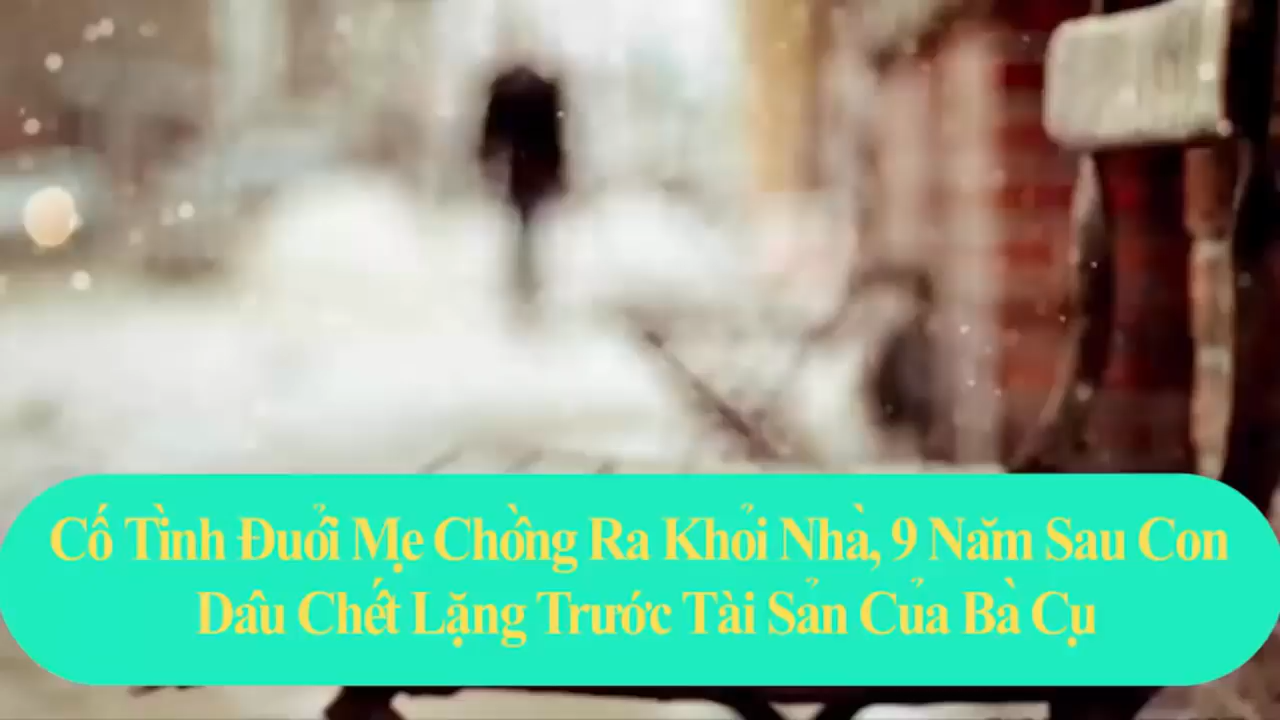 Cố Tình Đuổi Mẹ Chồng Ra Khỏi Nhà, 9 Năm Sau Con
Dâu Chết Lặng Trước Tài Sản Của Bà Cụ